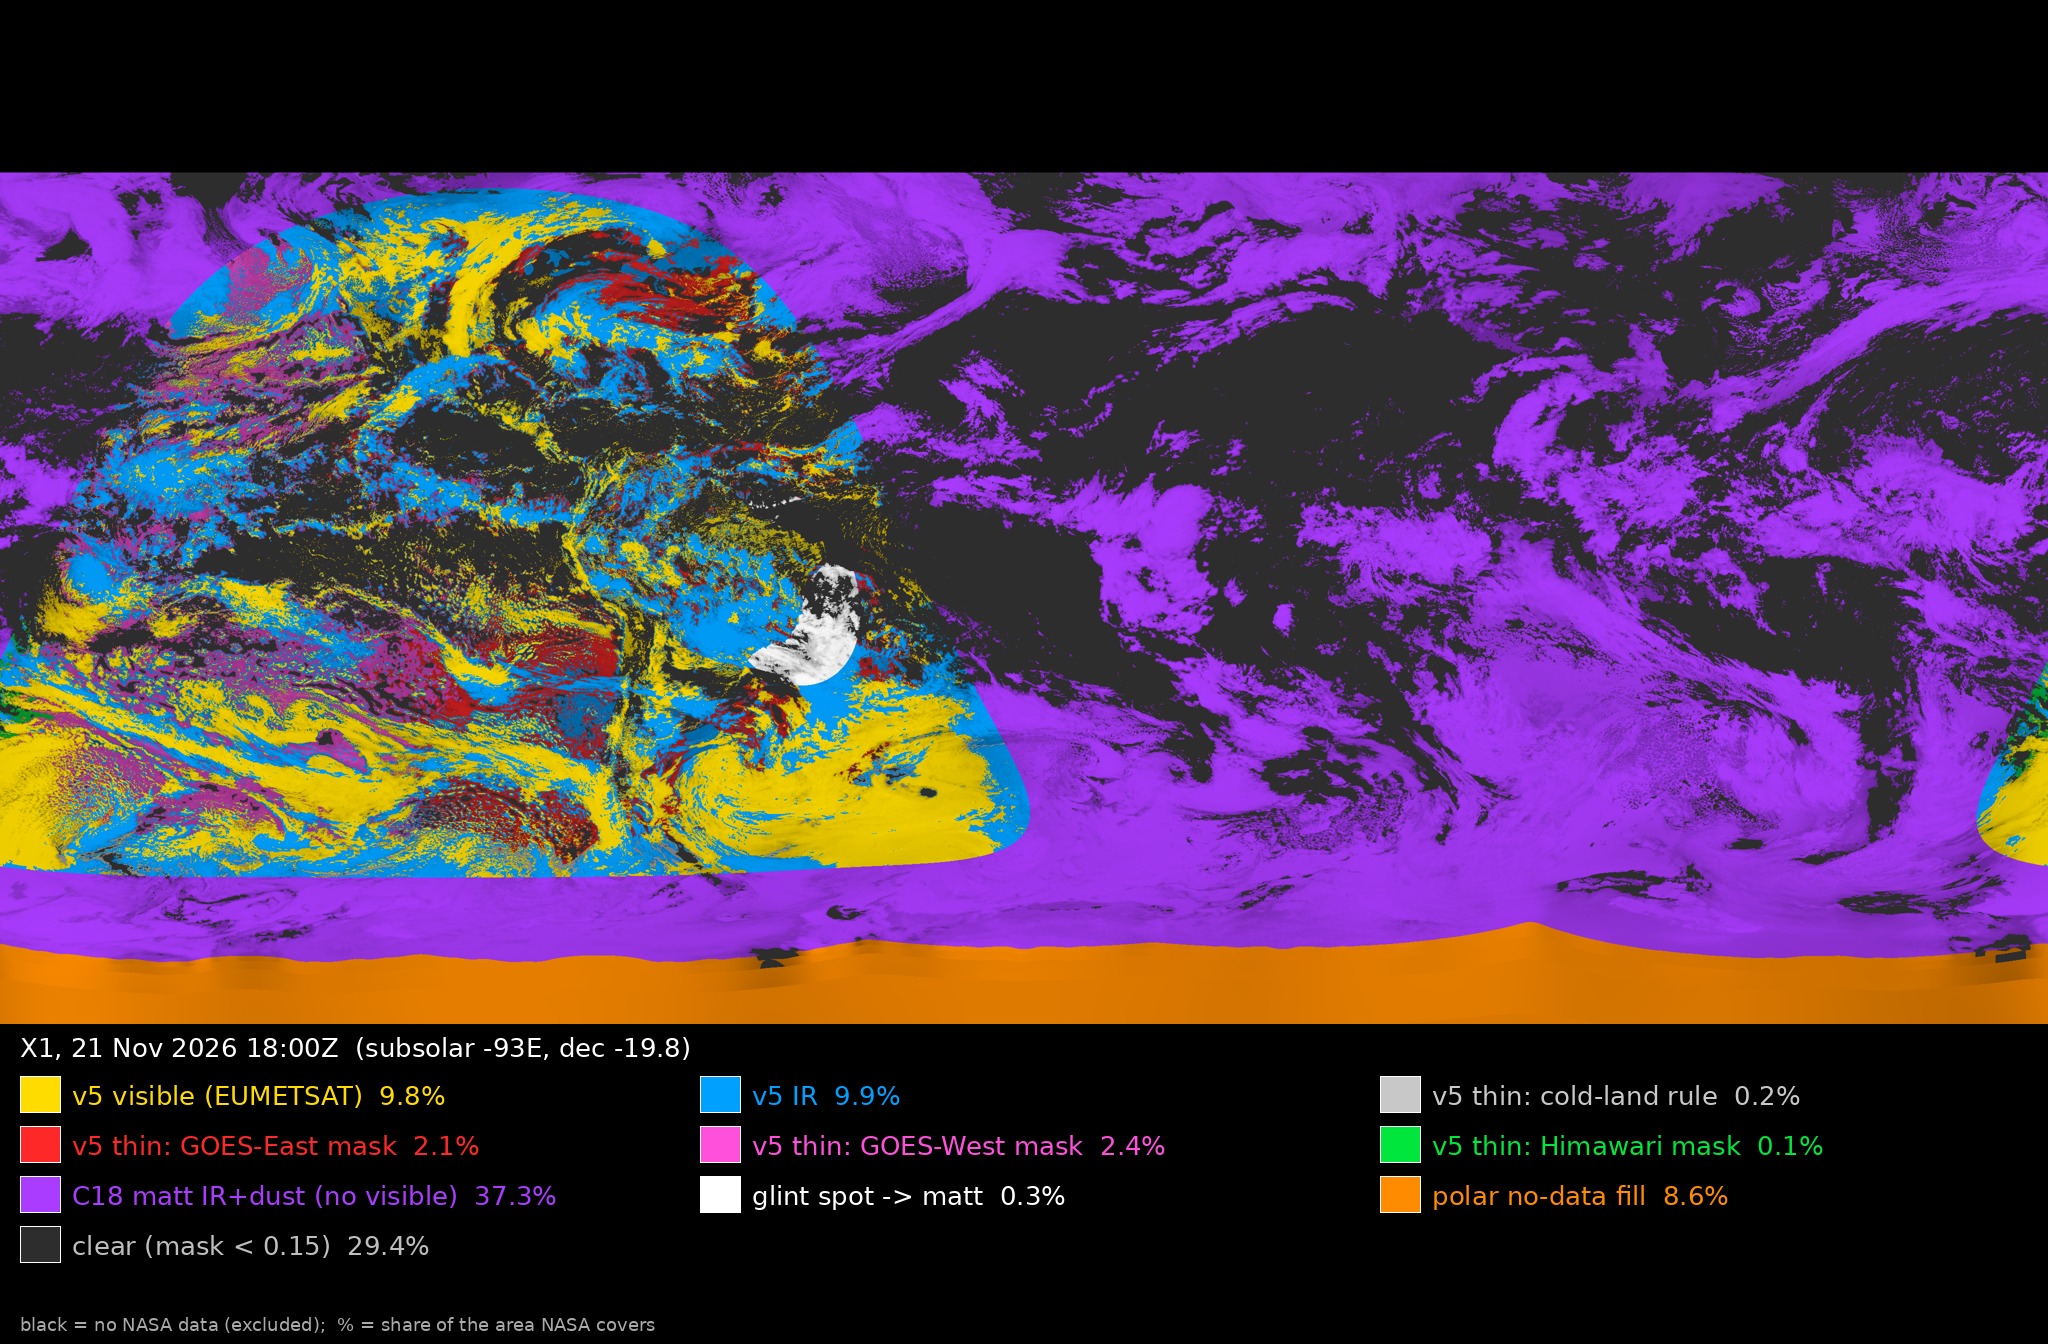 X1, 21 Nov 2026 18:00Z  (subsolar -93E, dec -19.8)
v5 visible (EUMETSAT)  9.8%
v5 IR  9.9%
v5 thin: cold-land rule  0.2%
v5 thin: GOES-East mask  2.1%
v5 thin: GOES-West mask  2.4%
v5 thin: Himawari mask  0.1%
C18 matt IR+dust (no visible)  37.3%
glint spot -> matt  0.3%
polar no-data fill  8.6%
clear (mask < 0.15)  29.4%
black = no NASA data (excluded);  % = share of the area NASA covers